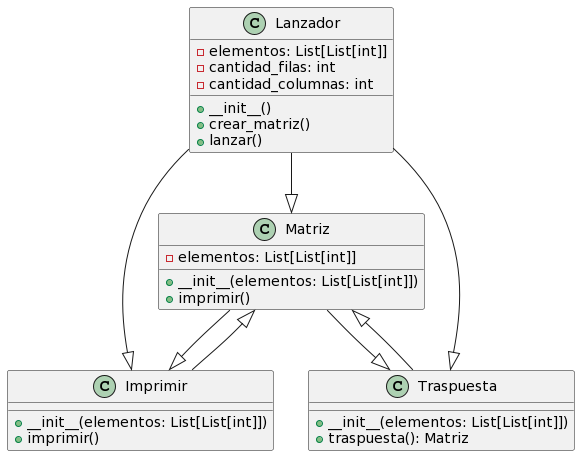 C Lanzador
elementos: List[List[int]]
cantidad_filas: int
cantidad_columnas: int
__init__()
crear_matriz()
lanzar()
C Matriz
elementos: List[List[int]]
__init__(elementos: List[List[int]])
imprimir()
C Imprimir
__init__(elementos: List[List[int]])
imprimir()
C Traspuesta
__init__(elementos: List[List[int]])
traspuesta(): Matriz